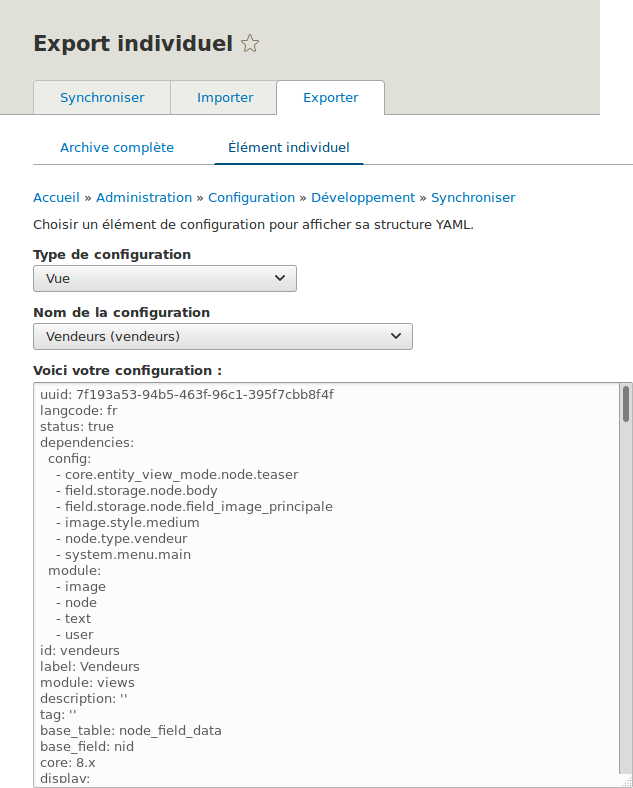 Export individuel
Synchroniser Importer Exporter
Archive complète Élément individuel
Accueil » Administration » Configuration » Développement » Synchroniser
Choisir un élément de configuration pour afficher sa structure YAML.
Type de configuration
Vue
Nom de la configuration
Vendeurs (vendeurs)
Voici votre configuration :
uuid: 7f193a53-94b5-463f-96c1-395f7cbb8f4f
langcode: fr
status: true
dependencies:
  config:
    - core.entity_view_mode.node.teaser
    - field.storage.node.body
    - field.storage.node.field_image_principale
    - image.style.medium
    - node.type.vendeur
    - system.menu.main
  module:
    - image
    - node
    - text
    - user
id: vendeurs
label: Vendeurs
module: views
description: ''
tag: ''
base_table: node_field_data
base_field: nid
core: 8.x
display: